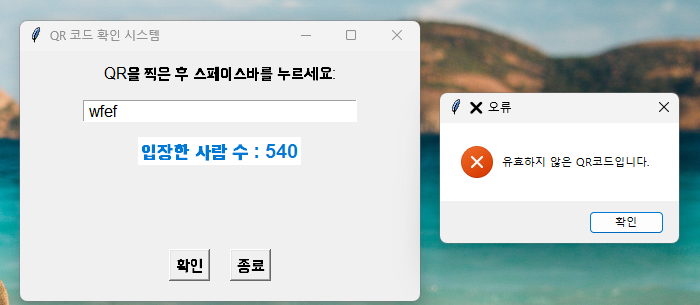 QR 코드 확인 시스템
QR을 찍은 후 스페이스바를 누르세요:
wfef
입장한 사람 수 : 540
확인
종료
❌ 오류
유효하지 않은 QR코드입니다.
확인